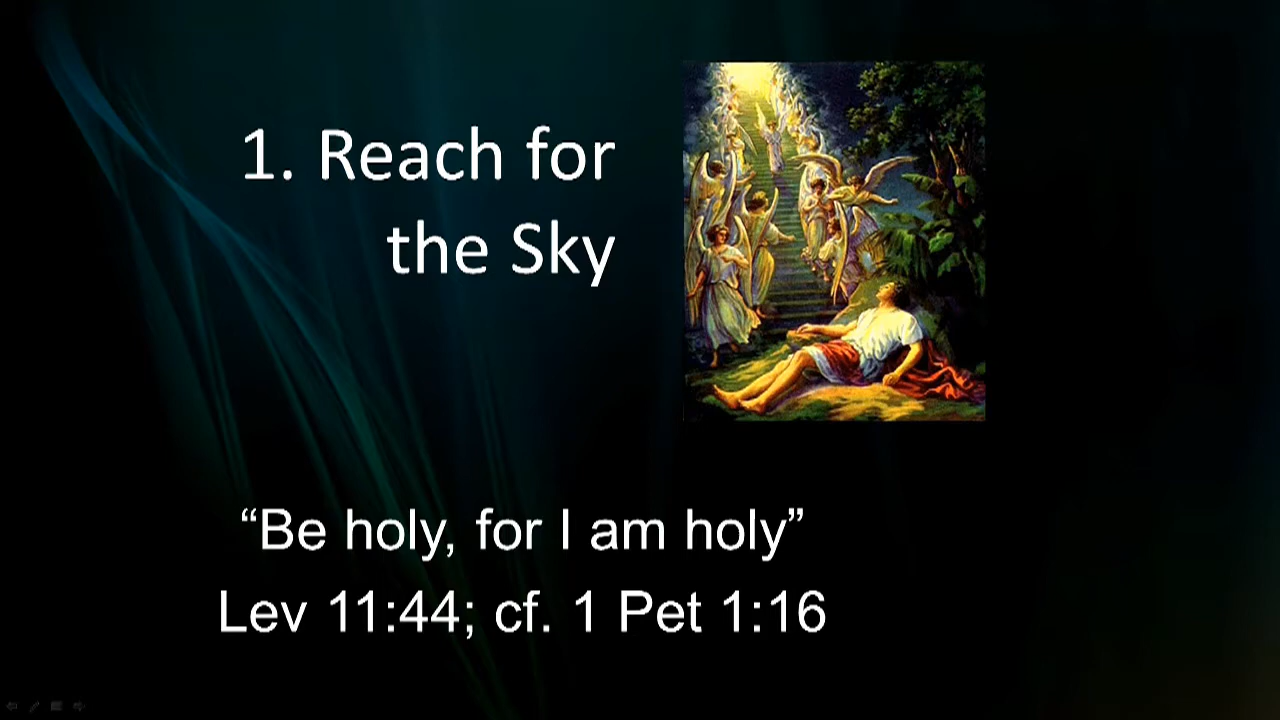 1. Reach for
the Sky
“Be holy, for I am holy”
Lev 11:44; cf. 1 Pet 1:16